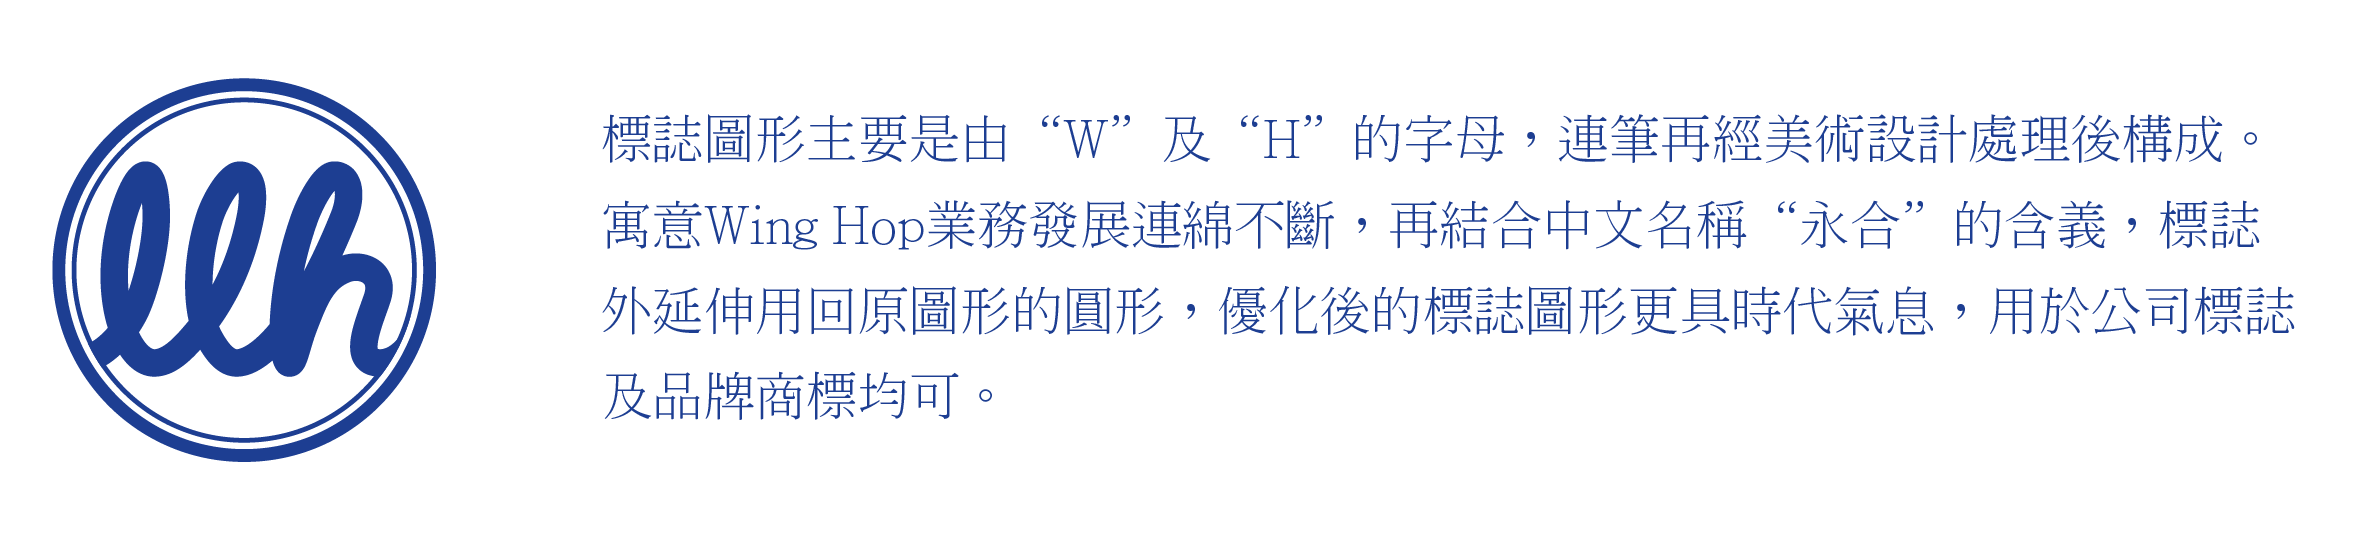 標誌圖形主要是由“W”及“H”的字母，連筆再經美術設計處理後構成。
寓意Wing Hop業務發展連綿不斷，再結合中文名稱“永合”的含義，標誌
外延伸用回原圖形的圓形，優化後的標誌圖形更具時代氣息，用於公司標誌
及品牌商標均可。